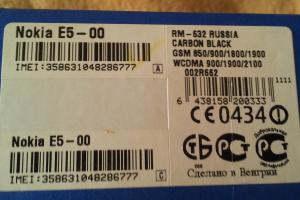 Nokia E5-00
IMEI:358631048286777 A
Nokia E5-00
IMEI:358631048286777 C
RM-632 RUSSIA
CARBON BLACK
GSM 850/900/1800/1900
WCDMA 900/1900/2100
002R652
6 438158 200333
CE0434
Сделано в Венгрии